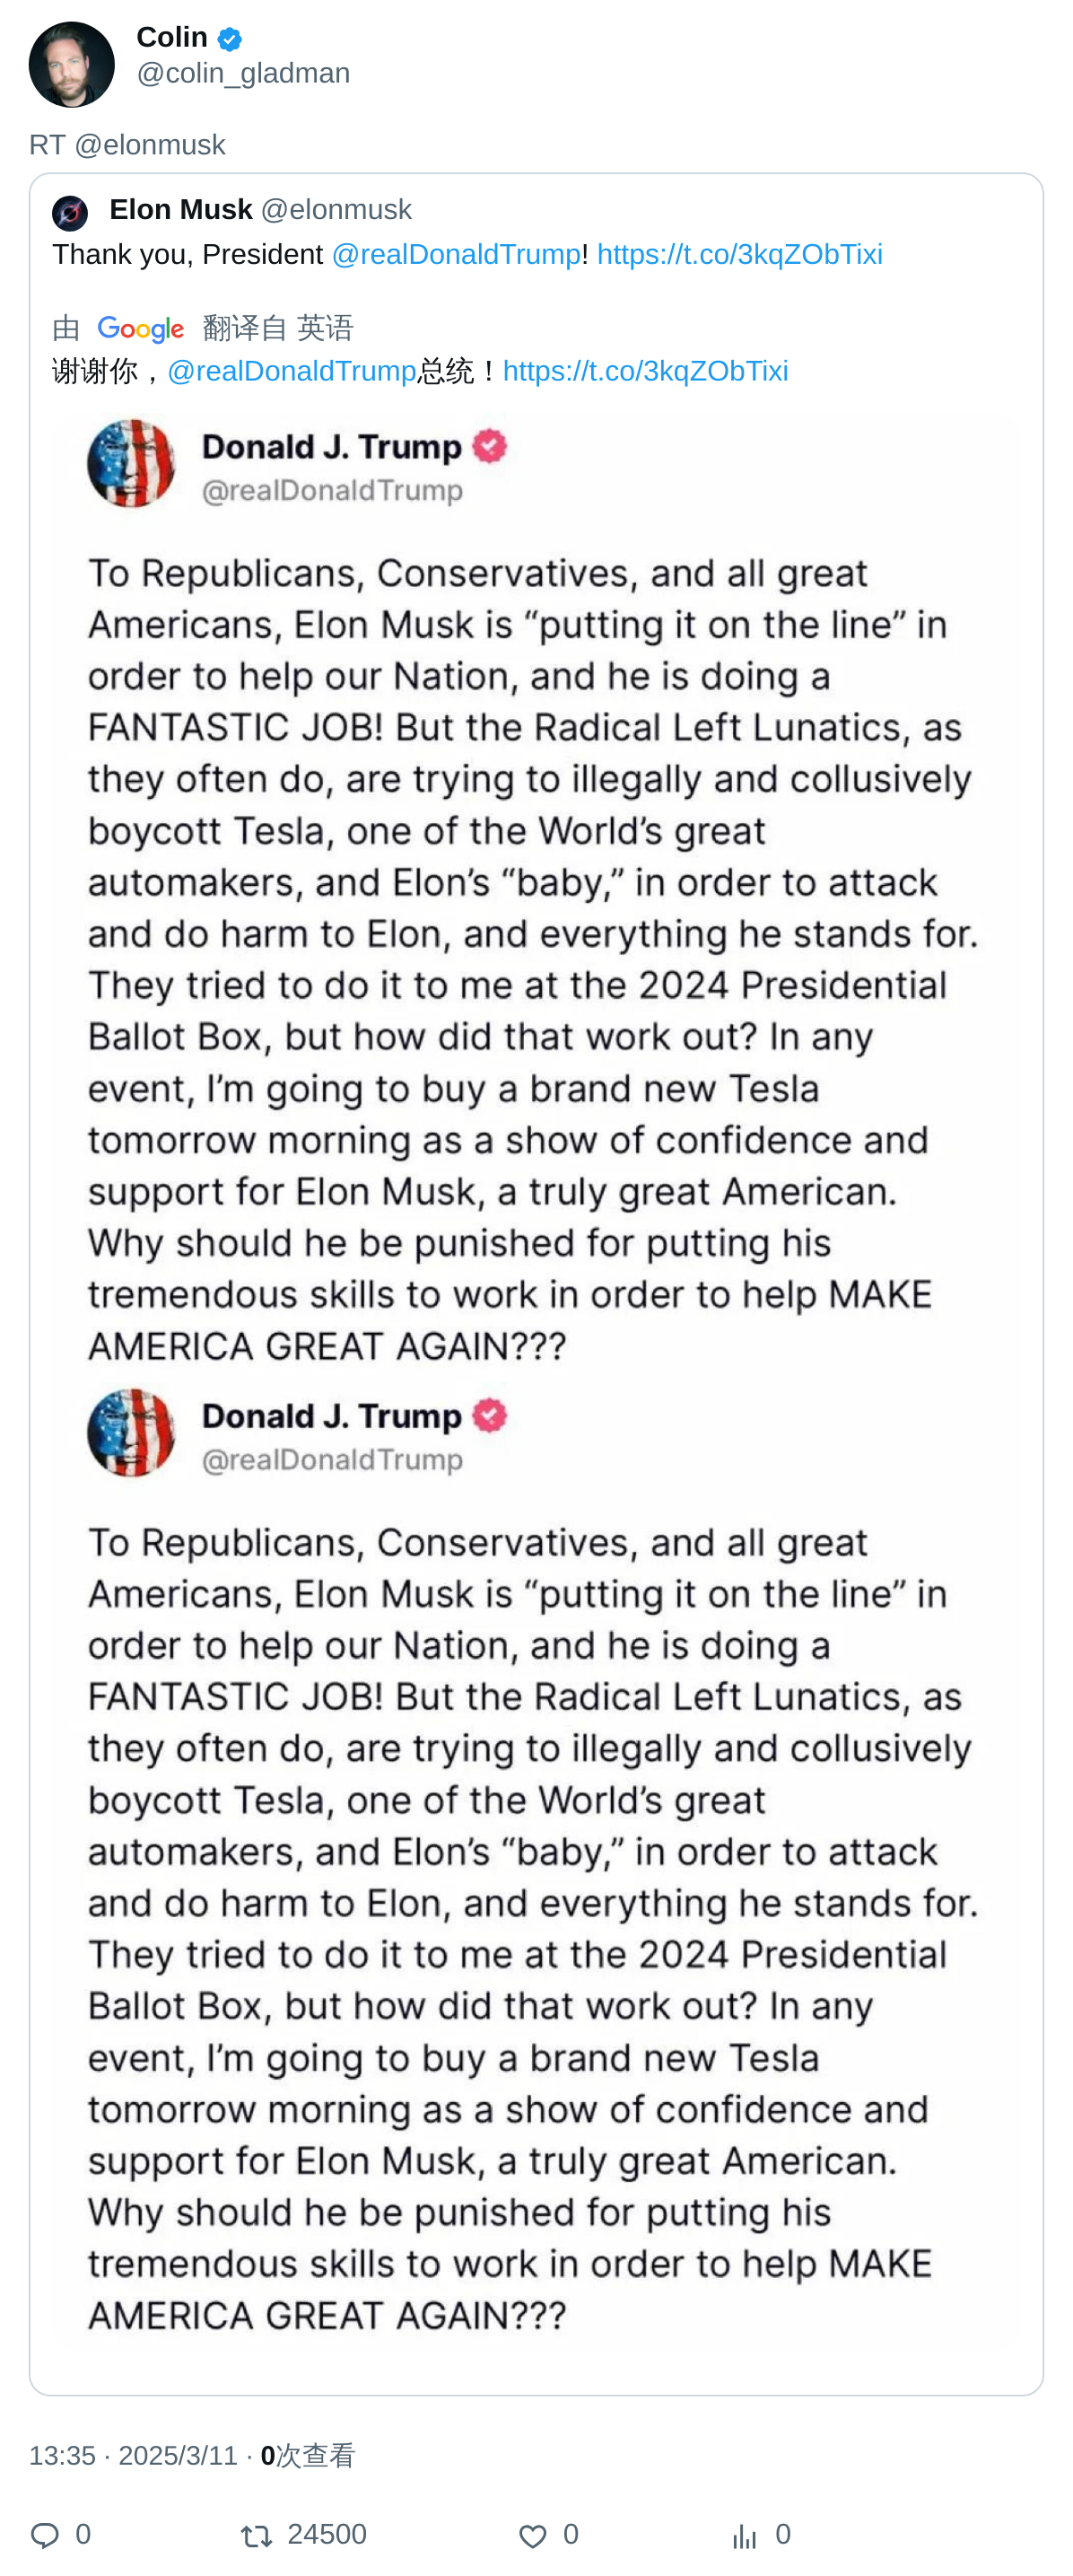 Colin
@colin_gladman
RT @elonmusk
Elon Musk @elonmusk
Thank you, President @realDonaldTrump! https://t.co/3kqZObTixi
由 Google 翻译自 英语
谢谢你，@realDonaldTrump总统！https://t.co/3kqZObTixi
Donald J. Trump
@realDonaldTrump
To Republicans, Conservatives, and all great
Americans, Elon Musk is “putting it on the line” in
order to help our Nation, and he is doing a
FANTASTIC JOB! But the Radical Left Lunatics, as
they often do, are trying to illegally and collusively
boycott Tesla, one of the World’s great
automakers, and Elon’s “baby,” in order to attack
and do harm to Elon, and everything he stands for.
They tried to do it to me at the 2024 Presidential
Ballot Box, but how did that work out? In any
event, I’m going to buy a brand new Tesla
tomorrow morning as a show of confidence and
support for Elon Musk, a truly great American.
Why should he be punished for putting his
tremendous skills to work in order to help MAKE
AMERICA GREAT AGAIN???
Donald J. Trump
@realDonaldTrump
To Republicans, Conservatives, and all great
Americans, Elon Musk is “putting it on the line” in
order to help our Nation, and he is doing a
FANTASTIC JOB! But the Radical Left Lunatics, as
they often do, are trying to illegally and collusively
boycott Tesla, one of the World’s great
automakers, and Elon’s “baby,” in order to attack
and do harm to Elon, and everything he stands for.
They tried to do it to me at the 2024 Presidential
Ballot Box, but how did that work out? In any
event, I’m going to buy a brand new Tesla
tomorrow morning as a show of confidence and
support for Elon Musk, a truly great American.
Why should he be punished for putting his
tremendous skills to work in order to help MAKE
AMERICA GREAT AGAIN???
13:35 · 2025/3/11 · 0次查看
0 24500 0 0